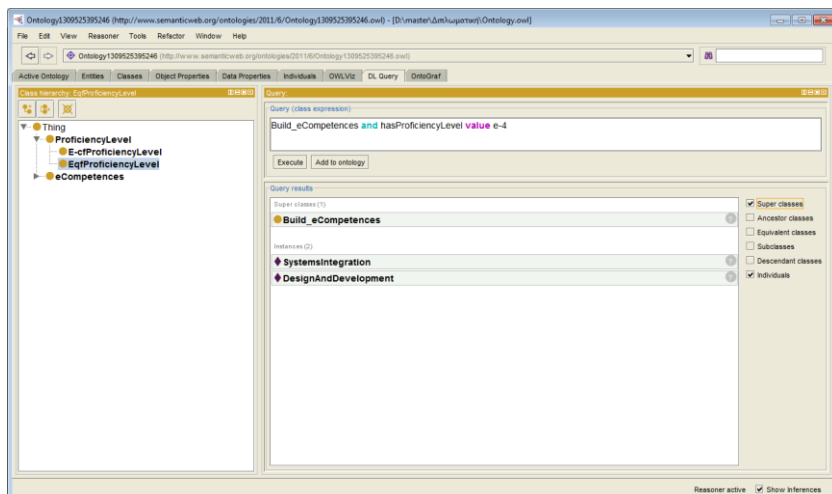 Ontology1309525395246 (http://www.semanticweb.org/ontologies/2011/6/Ontology1309525395246.owl) - [D:\master\Διπλωματική\Ontology.owl]
File Edit View Reasoner Tools Refactor Window Help
Ontology1309525395246 (http://www.semanticweb.org/ontologies/2011/6/Ontology1309525395246.owl)
Active Ontology Entities Classes Object Properties Data Properties Individuals OWLViz DL Query OntoGraf
Class hierarchy: EqfProficiencyLevel
Thing
ProficiencyLevel
E-cfProficiencyLevel
EqfProficiencyLevel
eCompetences
Query:
Query (class expression)
Build_eCompetences and hasProficiencyLevel value e-4
Execute Add to ontology
Query results
Super classes (1)
Build_eCompetences
Instances (2)
SystemsIntegration
DesignAndDevelopment
Super classes
Ancestor classes
Equivalent classes
Subclasses
Descendant classes
Individuals
Reasoner active Show Inferences